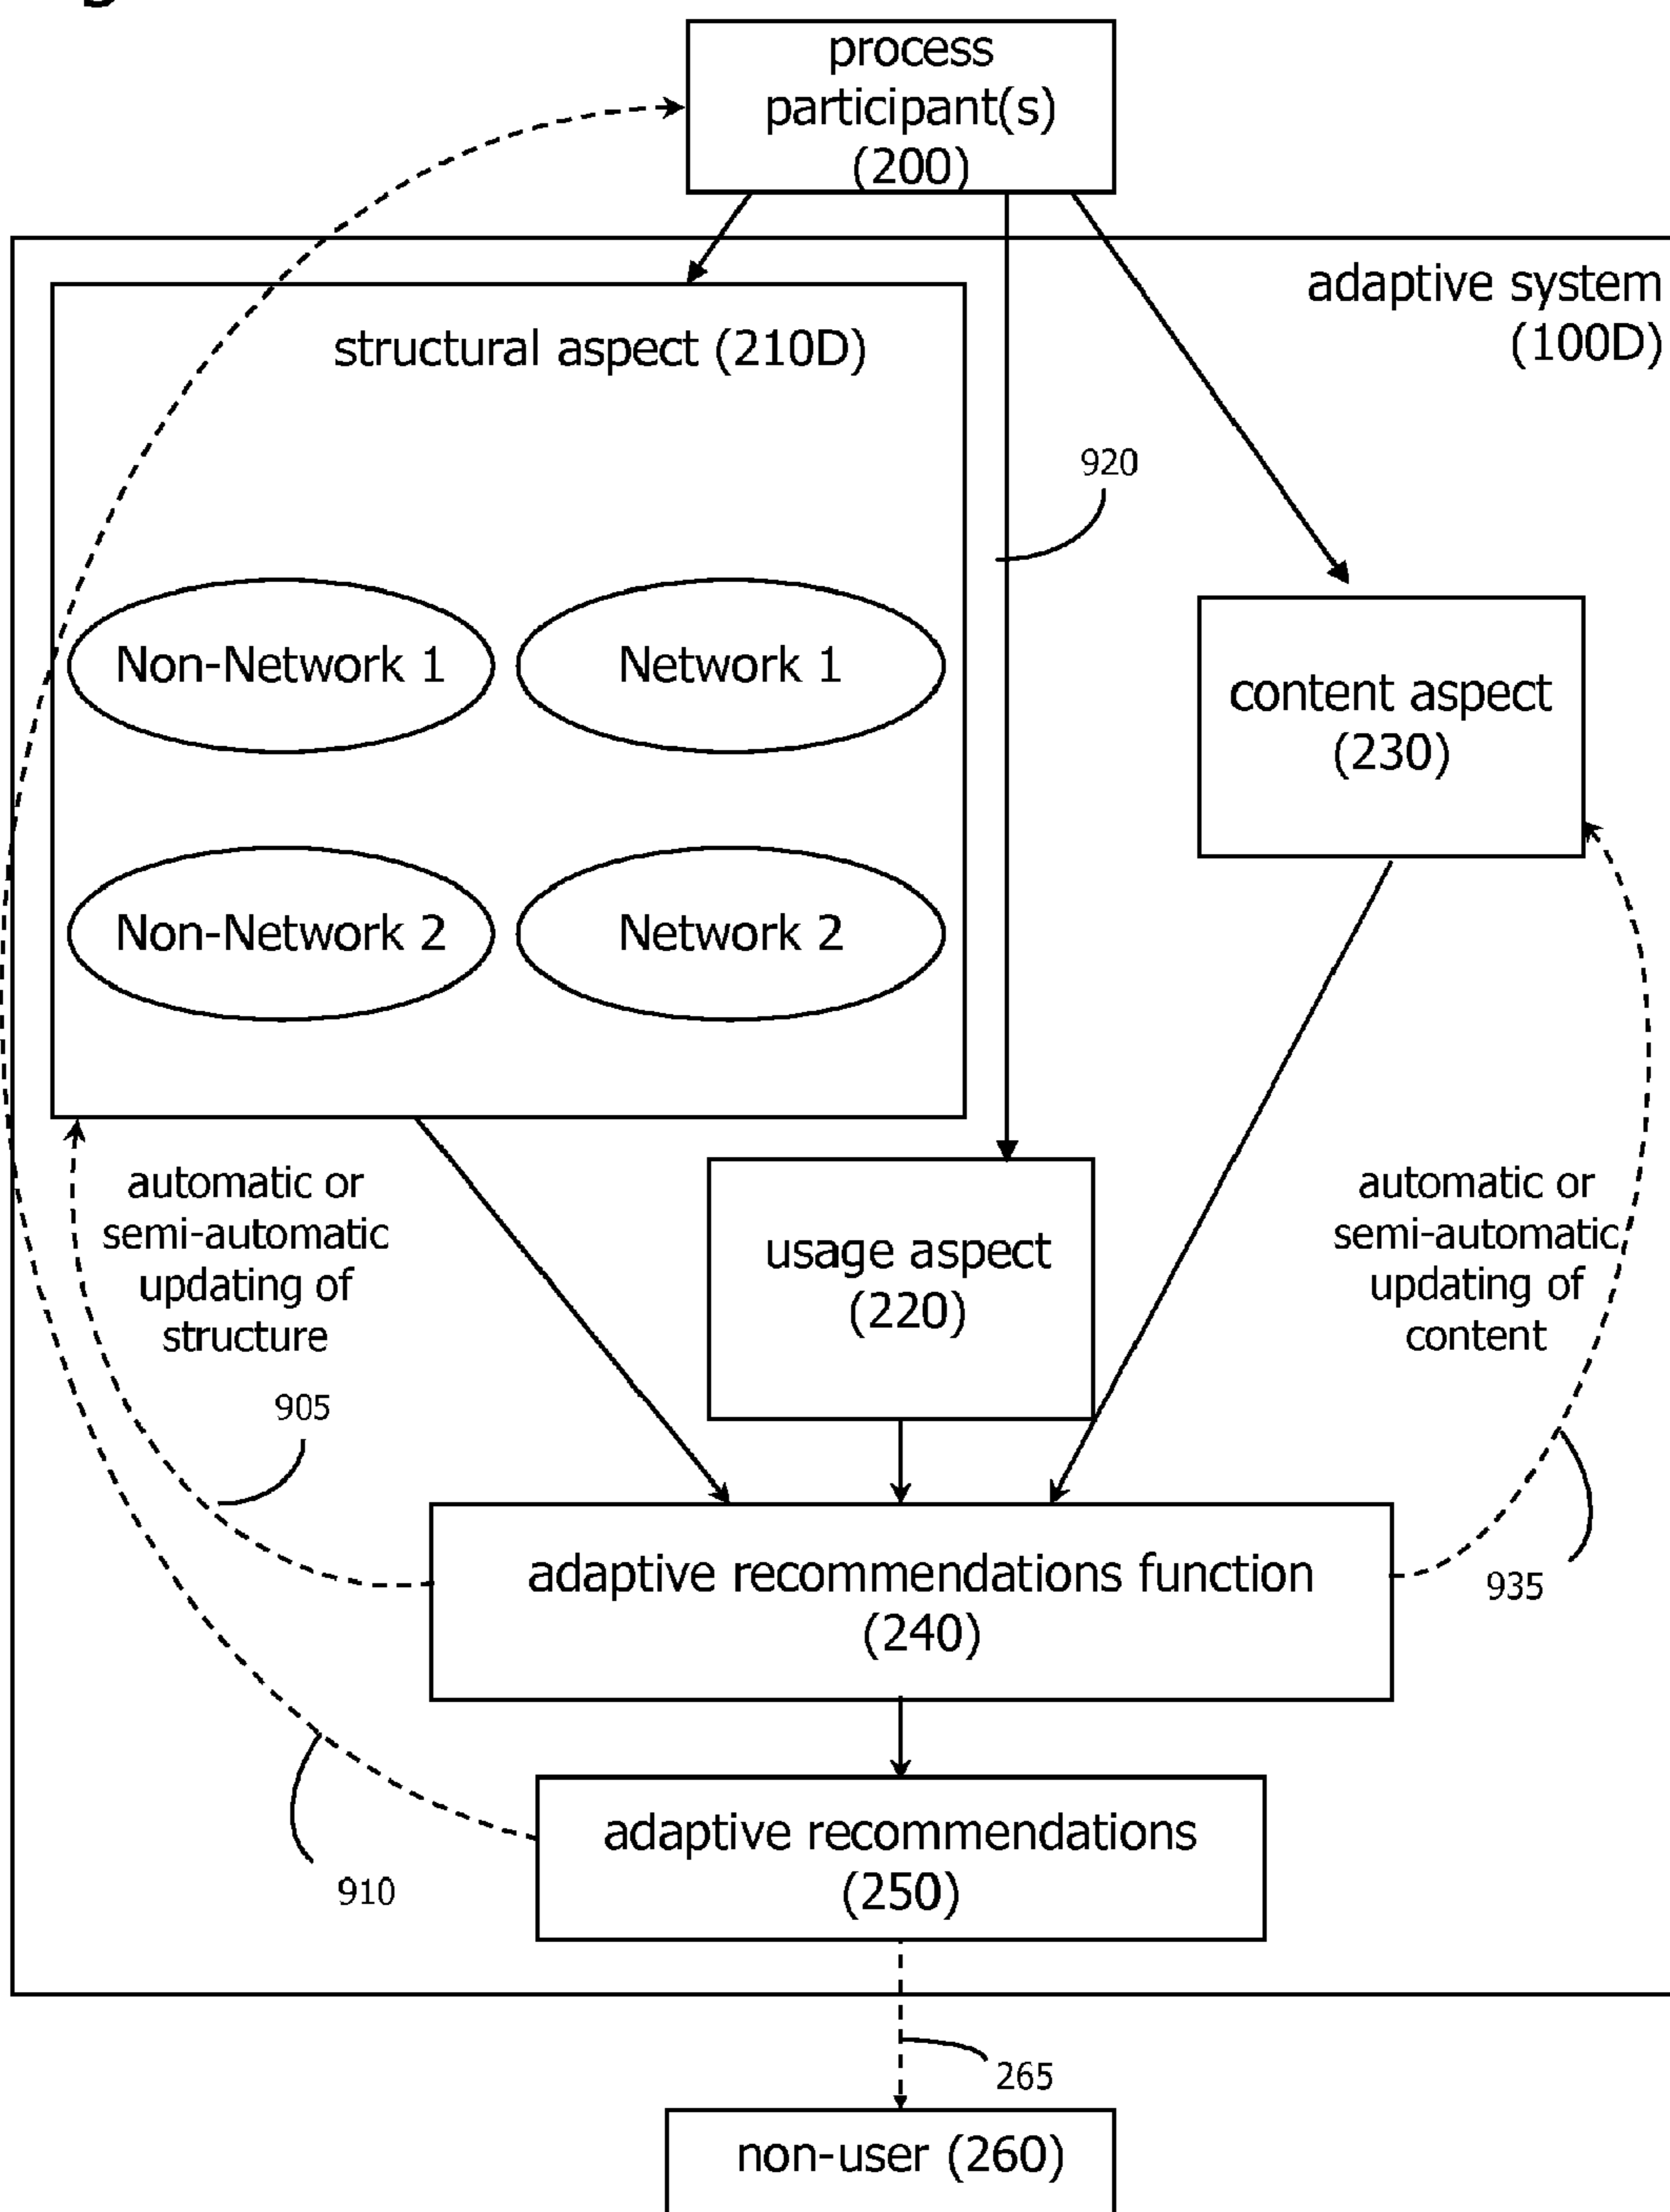 process
participant(s)
(200)
adaptive system
(100D)
structural aspect (210D)
920
Non-Network 1
Network 1
content aspect
(230)
Non-Network 2
Network 2
automatic or
semi-automatic
updating of
structure
usage aspect
(220)
automatic or
semi-automatic
updating of
content
905
adaptive recommendations function
(240)
935
adaptive recommendations
(250)
910
265
non-user (260)